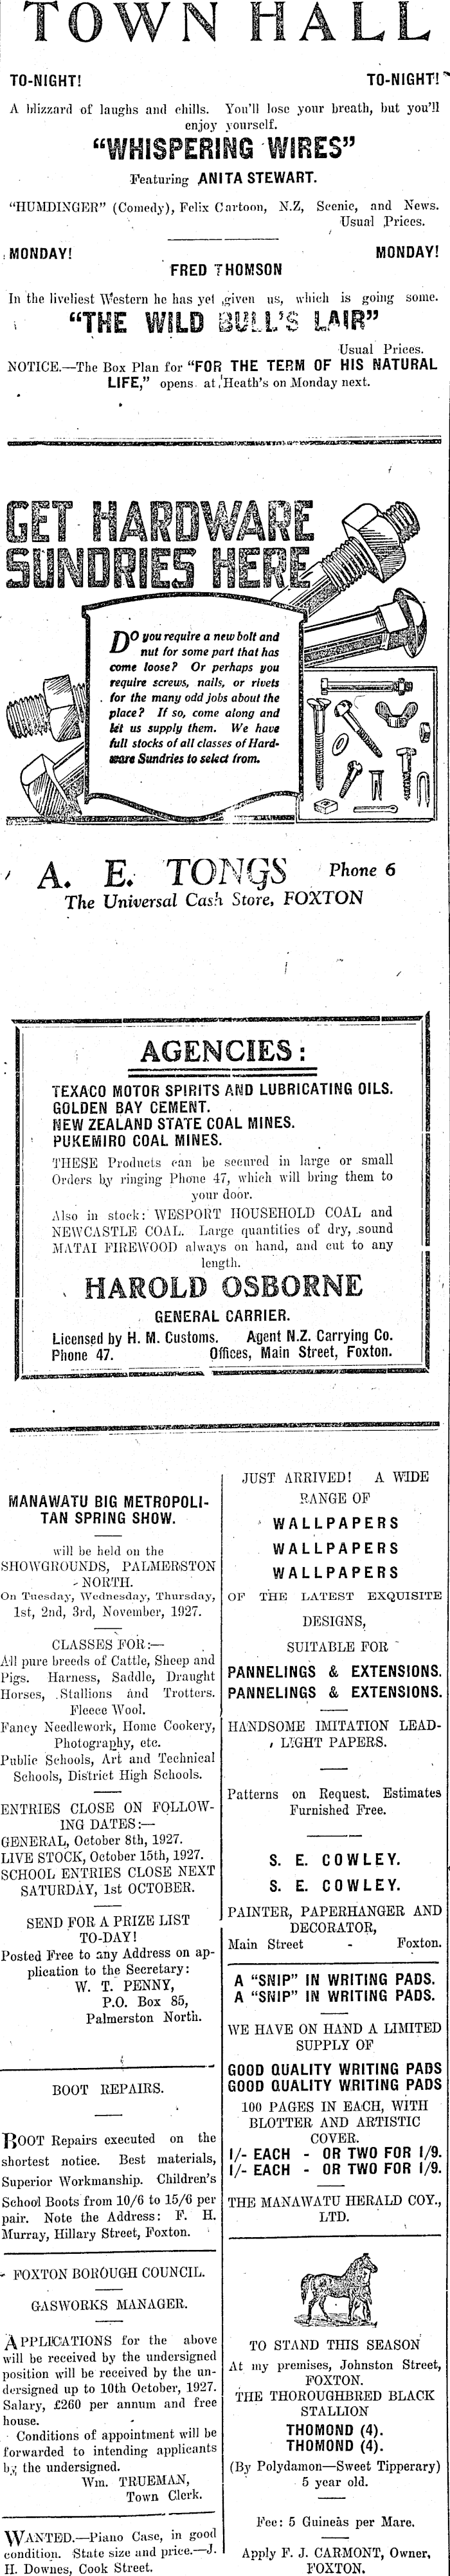 TOWN HALL
TO-NIGHT! TO-NIGHT!
A blizzard of laughs and chills. You'll lose your breath, but you'll
enjoy yourself.
"WHISPERING WIRES"
Featuring ANITA STEWART.
"HUMDINGER" (Comedy), Felix Cartoon, N.Z, Scenic, and News.
Usual Prices.
MONDAY! MONDAY!
FRED THOMSON
In the liveliest Western he has yet given us, which is going some.
"THE WILD BULL'S LAIR"
Usual Prices.
NOTICE.—The Box Plan for "FOR THE TERM OF HIS NATURAL
LIFE," opens at Heath's on Monday next.
GET HARDWARE
SUNDRIES HERE
Do you require a new bolt and
nut for some part that has
come loose? Or perhaps you
require screws, nails, or rivets
for the many odd jobs about the
place? If so, come along and
let us supply them. We have
full stocks of all classes of Hard-
ware Sundries to select from.
A. E. TONGS Phone 6
The Universal Cash Store, FOXTON
AGENCIES:
TEXACO MOTOR SPIRITS AND LUBRICATING OILS.
GOLDEN BAY CEMENT.
NEW ZEALAND STATE COAL MINES.
PUKEMIRO COAL MINES.
THESE Products can be secured in large or small
Orders by ringing Phone 47, which will bring them to
your door.
Also in stock: WESPORT HOUSEHOLD COAL and
NEWCASTLE COAL. Large quantities of dry, sound
MATAI FIREWOOD always on hand, and cut to any
length.
HAROLD OSBORNE
GENERAL CARRIER.
Licensed by H. M. Customs. Agent N.Z. Carrying Co.
Phone 47. Offices, Main Street, Foxton.
MANAWATU BIG METROPOLI-
TAN SPRING SHOW.
will be held on the
SHOWGROUNDS, PALMERSTON
NORTH.
On Tuesday, Wednesday, Thursday,
1st, 2nd, 3rd, November, 1927.
CLASSES FOR:—
All pure breeds of Cattle, Sheep and
Pigs. Harness, Saddle, Draught
Horses, Stallions and Trotters.
Fleece Wool.
Fancy Needlework, Home Cookery,
Photography, etc.
Public Schools, Art and Technical
Schools, District High Schools.
ENTRIES CLOSE ON FOLLOW-
ING DATES:—
GENERAL, October 8th, 1927.
LIVE STOCK, October 15th, 1927.
SCHOOL ENTRIES CLOSE NEXT
SATURDAY, 1st OCTOBER.
SEND FOR A PRIZE LIST
TO-DAY!
Posted Free to any Address on ap-
plication to the Secretary:
W. T. PENNY,
P.O. Box 85,
Palmerston North.
BOOT REPAIRS.
BOOT Repairs executed on the
shortest notice. Best materials,
Superior Workmanship. Children's
School Boots from 10/6 to 15/6 per
pair. Note the Address: F. H.
Murray, Hillary Street, Foxton.
FOXTON BOROUGH COUNCIL.
GASWORKS MANAGER.
APPLICATIONS for the above
will be received by the undersigned
position will be received by the un-
dersigned up to 10th October, 1927.
Salary, £260 per annum and free
house.
Conditions of appointment will be
forwarded to intending applicants
by the undersigned.
Wm. TRUEMAN,
Town Clerk.
WANTED.—Piano Case, in good
condition. State size and price.—J.
H. Downes, Cook Street.
JUST ARRIVED! A WIDE
RANGE OF
WALLPAPERS
WALLPAPERS
WALLPAPERS
OF THE LATEST EXQUISITE
DESIGNS,
SUITABLE FOR
PANNELINGS & EXTENSIONS.
PANNELINGS & EXTENSIONS.
HANDSOME IMITATION LEAD-
LIGHT PAPERS.
Patterns on Request. Estimates
Furnished Free.
S. E. COWLEY.
S. E. COWLEY.
PAINTER, PAPERHANGER AND
DECORATOR,
Main Street - Foxton.
A "SNIP" IN WRITING PADS.
A "SNIP" IN WRITING PADS.
WE HAVE ON HAND A LIMITED
SUPPLY OF
GOOD QUALITY WRITING PADS
GOOD QUALITY WRITING PADS
100 PAGES IN EACH, WITH
BLOTTER AND ARTISTIC
COVER.
1/- EACH - OR TWO FOR 1/9.
1/- EACH - OR TWO FOR 1/9.
THE MANAWATU HERALD COY.,
LTD.
TO STAND THIS SEASON
At my premises, Johnston Street,
FOXTON.
THE THOROUGHBRED BLACK
STALLION
THOMOND (4).
THOMOND (4).
(By Polydamon—Sweet Tipperary)
5 year old.
Fee: 5 Guineas per Mare.
Apply F. J. CARMONT, Owner,
FOXTON.